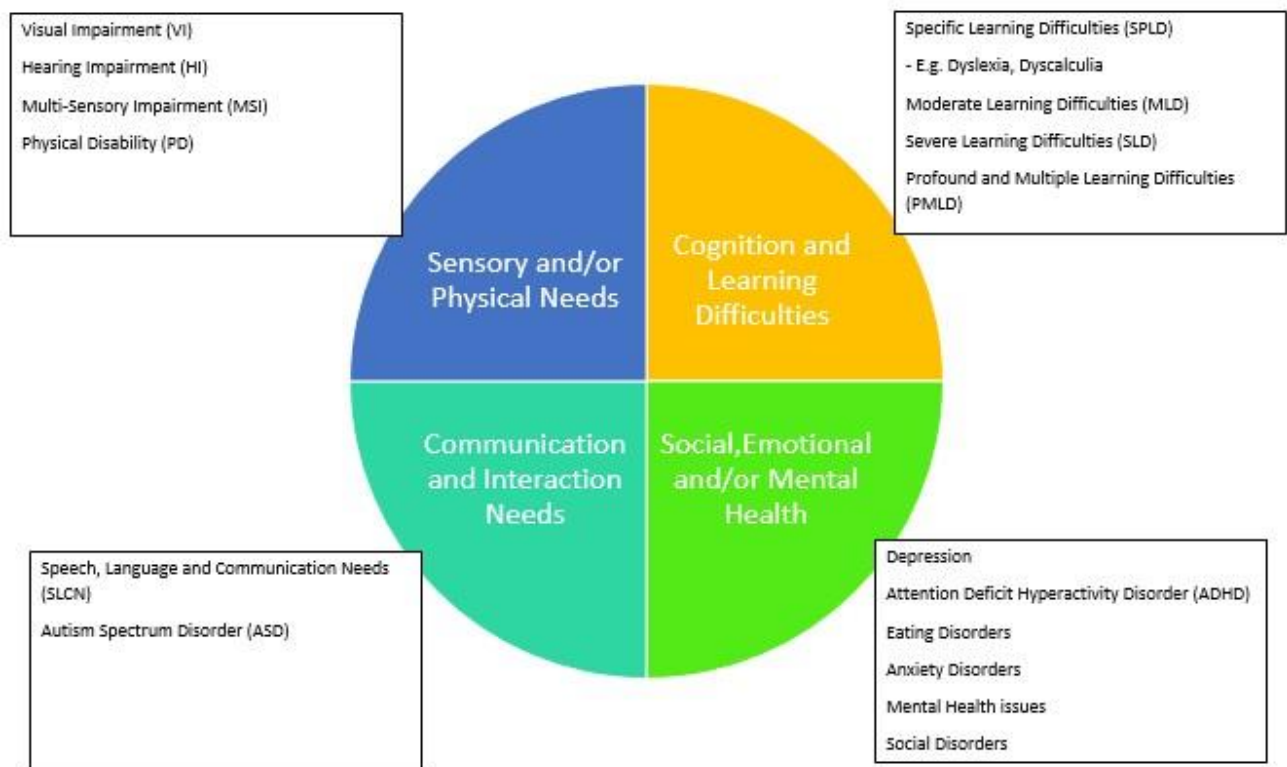 Visual Impairment (VI)
Hearing Impairment (HI)
Multi-Sensory Impairment (MSI)
Physical Disability (PD)
Specific Learning Difficulties (SPLD)
- E.g. Dyslexia, Dyscalculia
Moderate Learning Difficulties (MLD)
Severe Learning Difficulties (SLD)
Profound and Multiple Learning Difficulties
(PMLD)
Sensory and/or
Physical Needs
Cognition and
Learning
Difficulties
Communication
and Interaction
Needs
Social,Emotional
and/or Mental
Health
Speech, Language and Communication Needs
(SLCN)
Autism Spectrum Disorder (ASD)
Depression
Attention Deficit Hyperactivity Disorder (ADHD)
Eating Disorders
Anxiety Disorders
Mental Health issues
Social Disorders